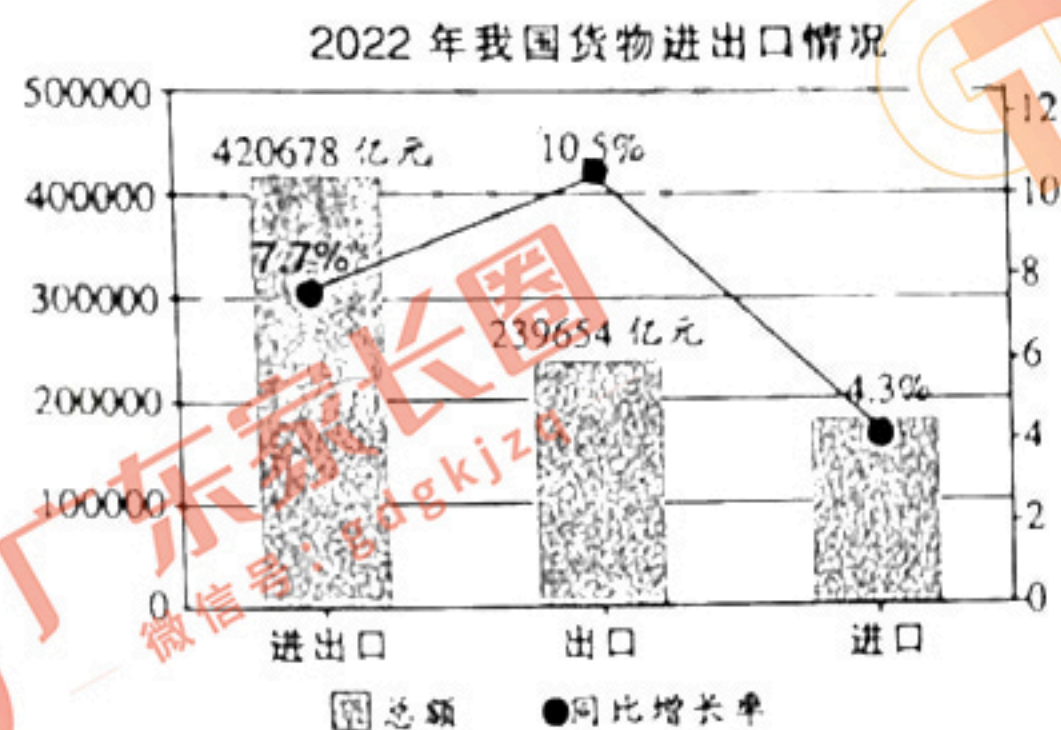 2022 年我国货物进出口情况
500000
400000
300000
200000
100000
0
12
10
8
6
4
2
0
420678 亿元
7.7%
10.5%
239654 亿元
4.3%
进出口
出口
进口
总额
同比增长率
广东家长圈
微信号：gdgkjzq